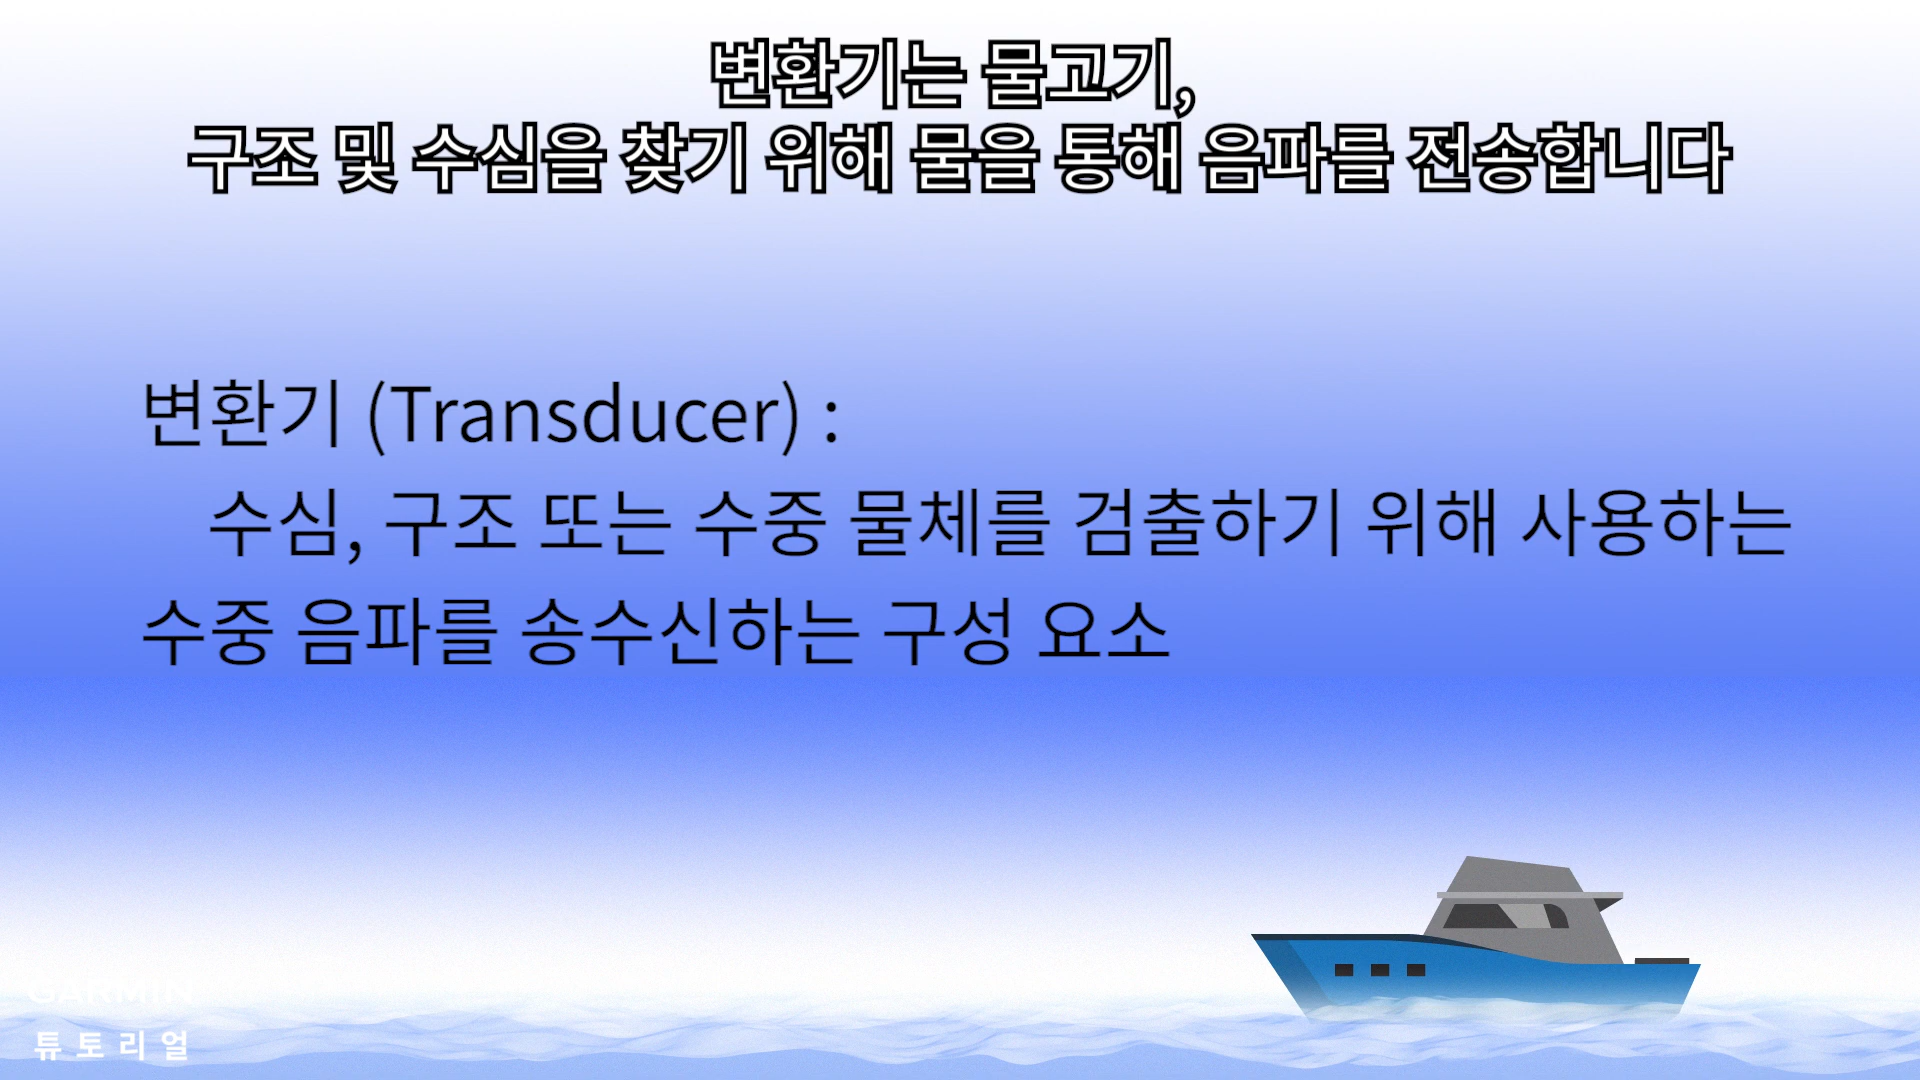 변환기는 물고기,
구조 및 수심을 찾기 위해 물을 통해 음파를 전송합니다
변환기 (Transducer) :
수심, 구조 또는 수중 물체를 검출하기 위해 사용하는
수중 음파를 송수신하는 구성 요소
GARMIN
튜토리얼